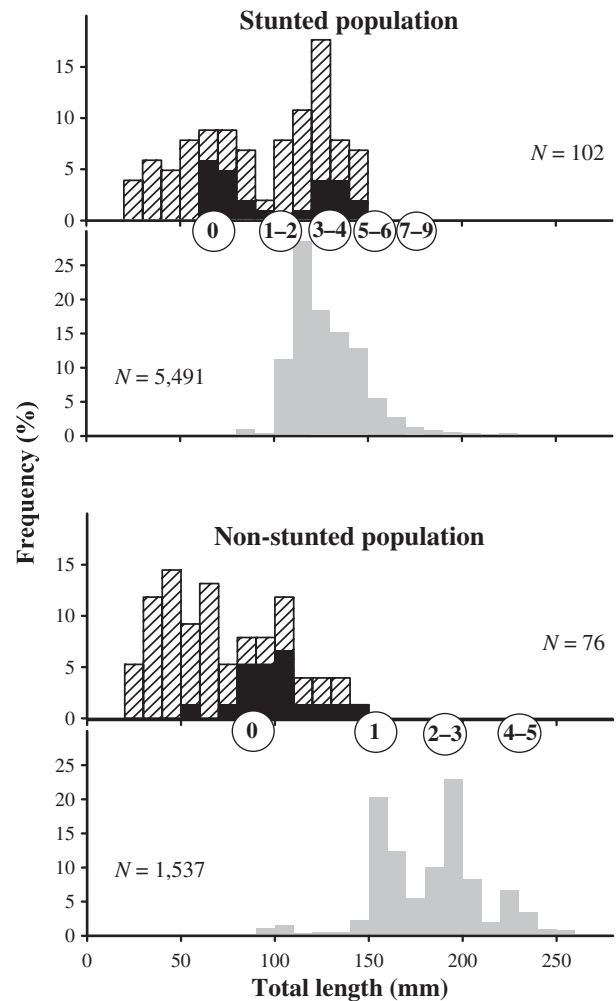 Stunted population
15
10
5
0
N = 102
0 1–2 3–4 5–6 7–9
25
20
15
10
5
0
N = 5,491
Frequency (%)
Non-stunted population
15
10
5
0
N = 76
0 1 2–3 4–5
25
20
15
10
5
0
N = 1,537
0 50 100 150 200 250
Total length (mm)